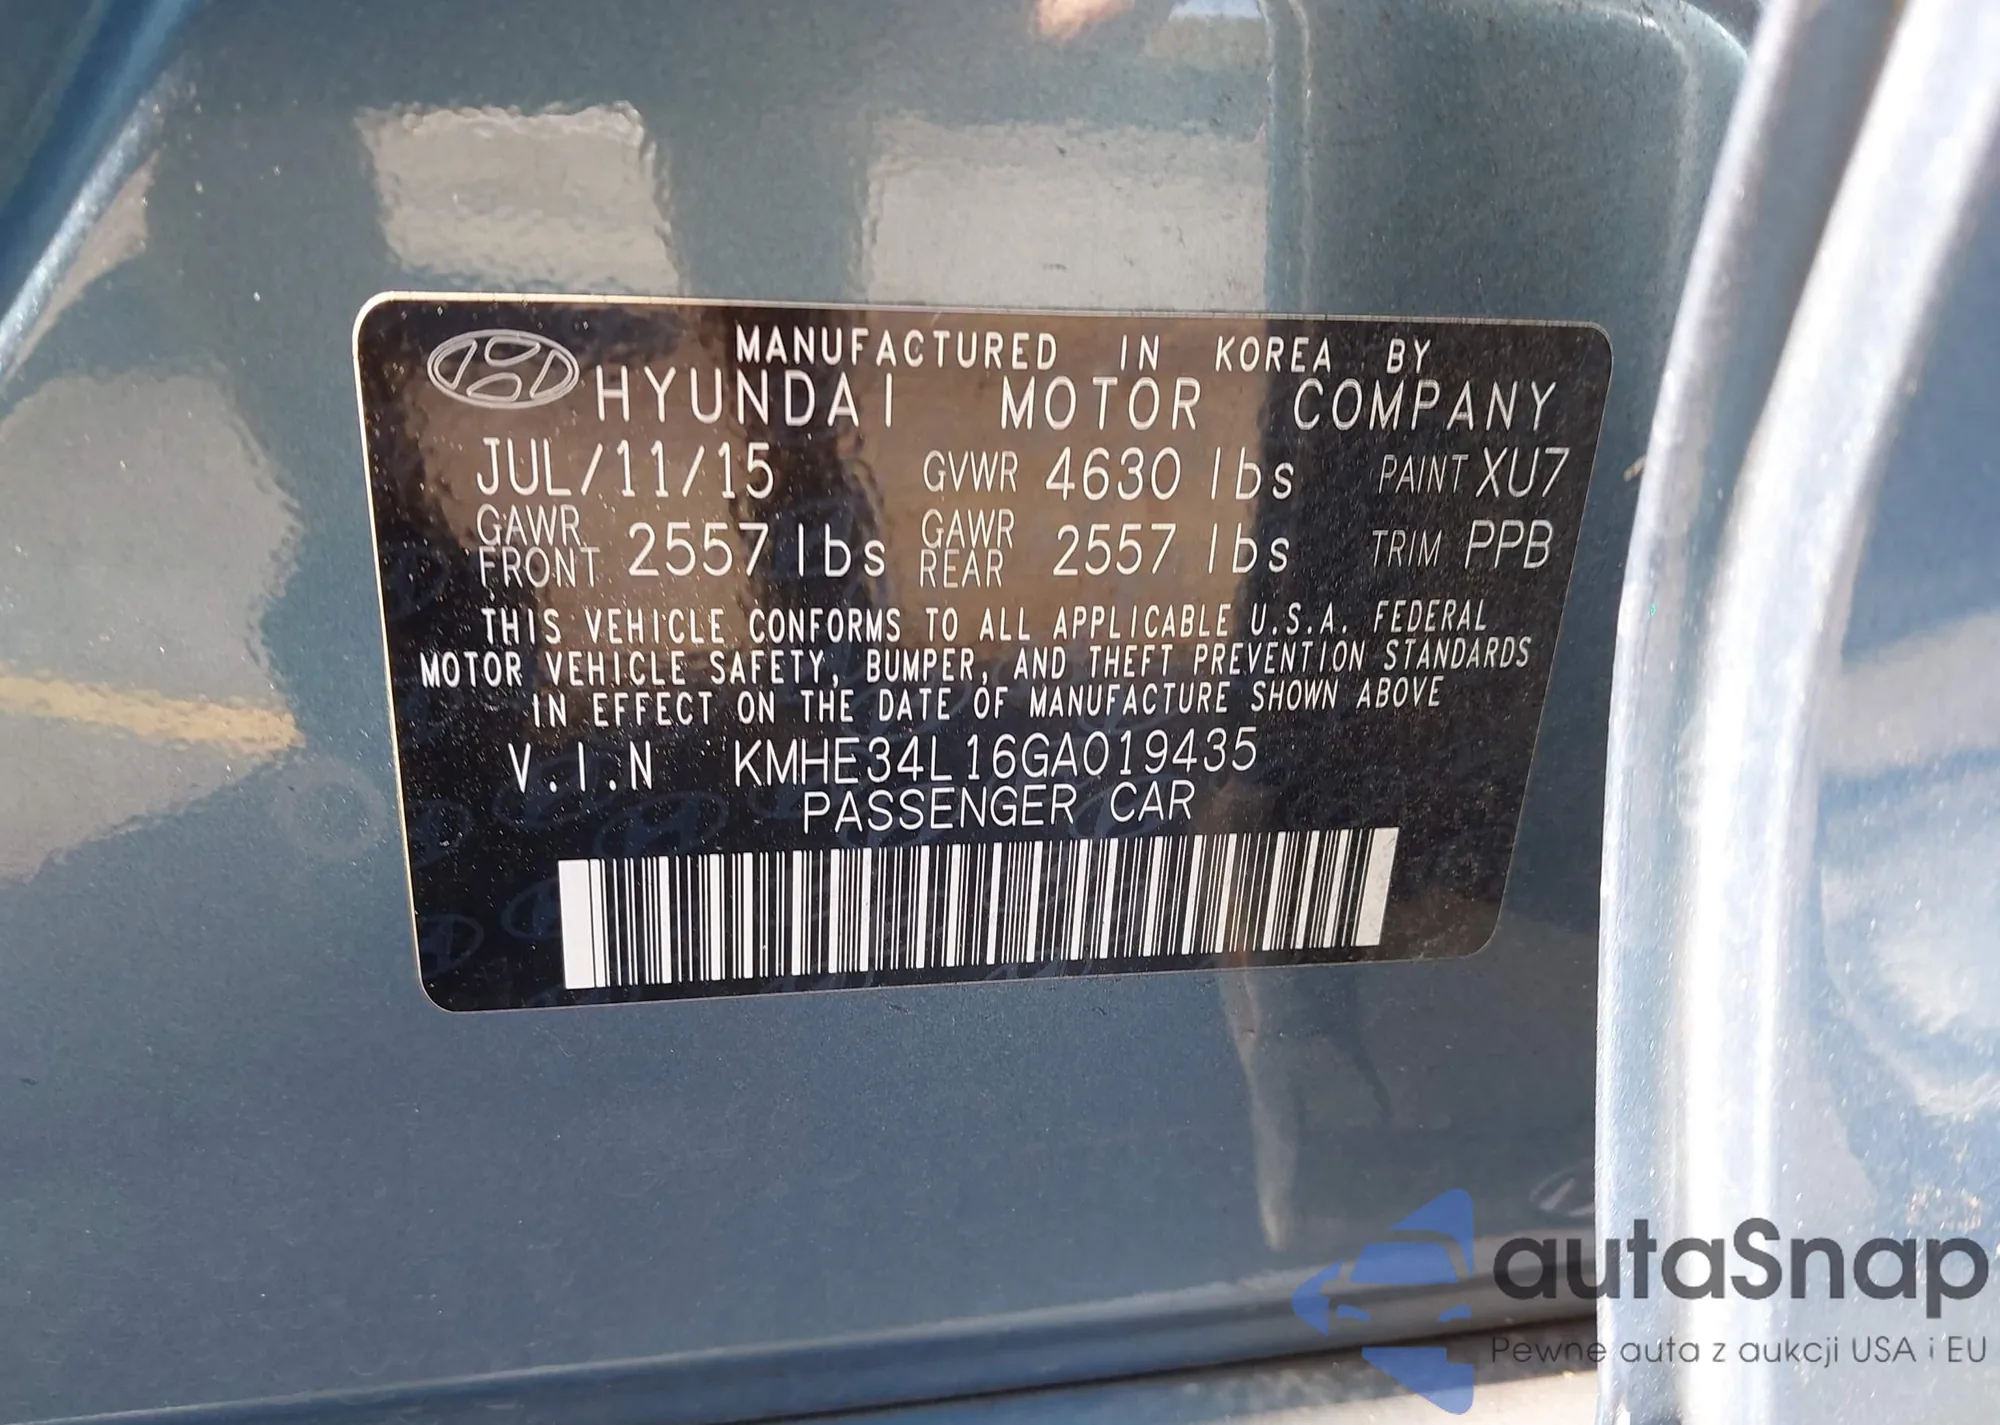 MANUFACTURED IN KOREA BY
HYUNDAI MOTOR COMPANY
JUL/11/15 GVWR 4630 lbs PAINT XU7
GAWR FRONT 2557 lbs GAWR REAR 2557 lbs TRIM PPB
THIS VEHICLE CONFORMS TO ALL APPLICABLE U.S.A. FEDERAL
MOTOR VEHICLE SAFETY, BUMPER, AND THEFT PREVENTION STANDARDS
IN EFFECT ON THE DATE OF MANUFACTURE SHOWN ABOVE
V.I.N KMHE34L16GA019435
PASSENGER CAR
autaSnap
Pewne auta z aukcji USA i EU